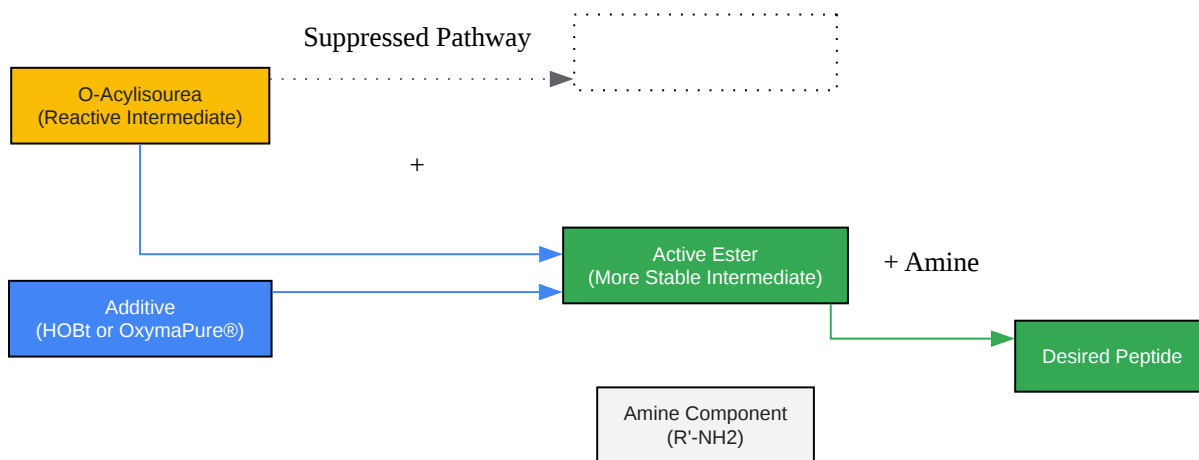 Suppressed Pathway
O-Acylisourea
(Reactive Intermediate)
+
Active Ester
(More Stable Intermediate)
+ Amine
Additive
(HOBt or OxymaPure®)
Desired Peptide
Amine Component
(R'-NH2)